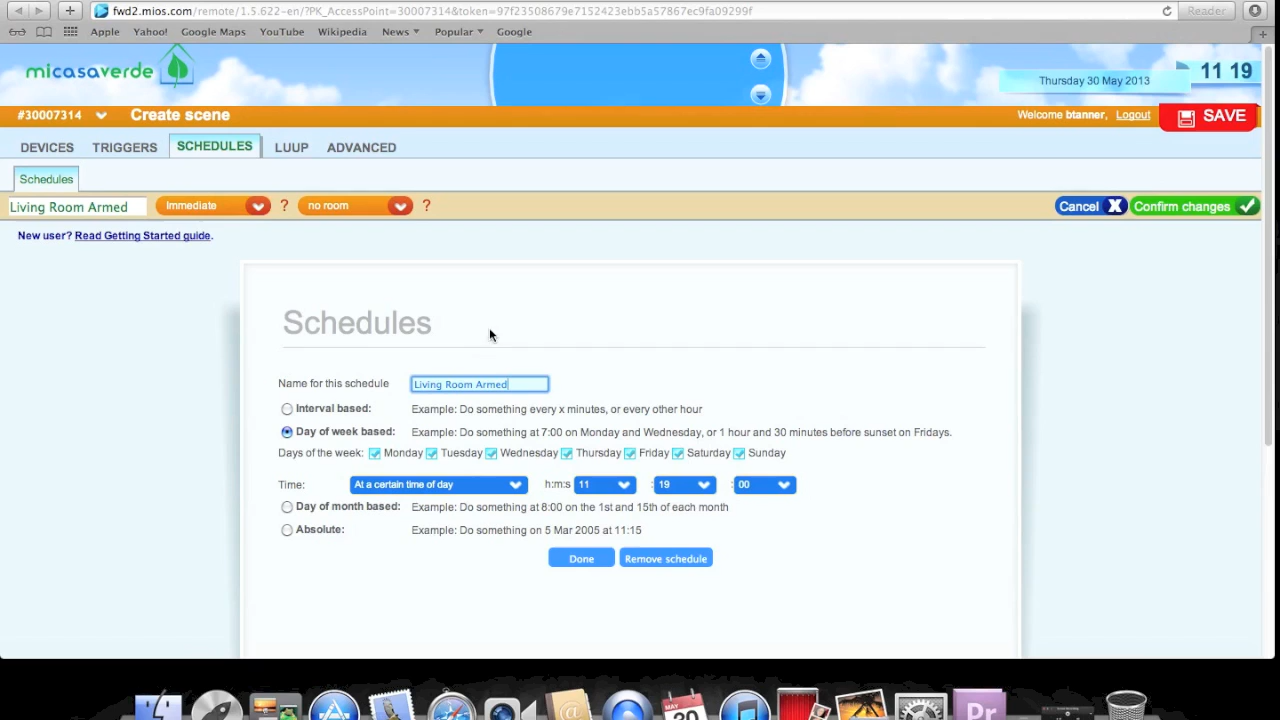 fwd2.mios.com/remote/1.5.622-en/?PK_AccessPoint=30007314&token=97f23508679e7152423ebb5a57867ec9fa09299f
Reader
Apple Yahoo! Google Maps YouTube Wikipedia News Popular Google
micasaverde
Thursday 30 May 2013
11 19
#30007314 Create scene Welcome btanner, Logout SAVE
DEVICES TRIGGERS SCHEDULES LUUP ADVANCED
Schedules
Living Room Armed Immediate ? no room ? Cancel X Confirm changes
New user? Read Getting Started guide.
Schedules
Name for this schedule Living Room Armed
Interval based: Example: Do something every x minutes, or every other hour
Day of week based: Example: Do something at 7:00 on Monday and Wednesday, or 1 hour and 30 minutes before sunset on Fridays.
Days of the week: Monday Tuesday Wednesday Thursday Friday Saturday Sunday
Time: At a certain time of day h:m:s 11 : 19 : 00
Day of month based: Example: Do something at 8:00 on the 1st and 15th of each month
Absolute: Example: Do something on 5 Mar 2005 at 11:15
Done Remove schedule
MAY
30
Pr